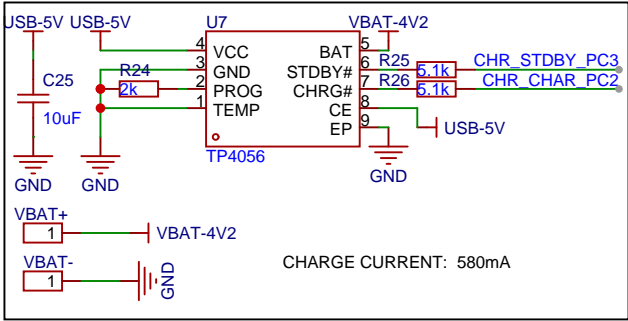 USB-5V USB-5V U7 VBAT-4V2
4 VCC BAT 5
3 GND STDBY# 6 R25 5.1k CHR_STDBY_PC3
R24 2k 2 PROG CHRG# 7 R26 5.1k CHR_CHAR_PC2
1 TEMP CE 8
C25
10uF
EP 9
USB-5V
TP4056
GND GND GND
VBAT+
1 VBAT-4V2
VBAT-
1 GND
CHARGE CURRENT: 580mA